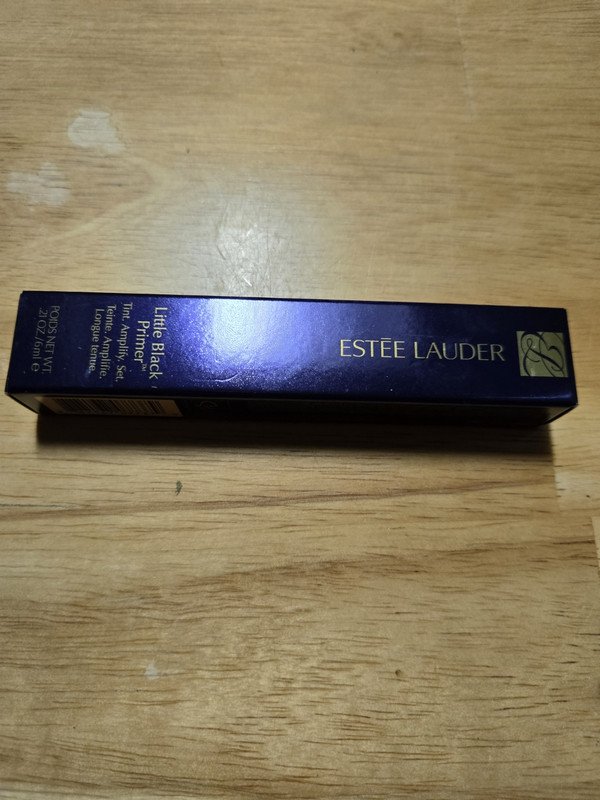 ESTĒE LAUDER
Little Black
Primer™
Tint. Amplify. Set.
Teinte. Amplifie.
Longue tenue.
POIDS NET WT.
.21 OZ/6ml ℮